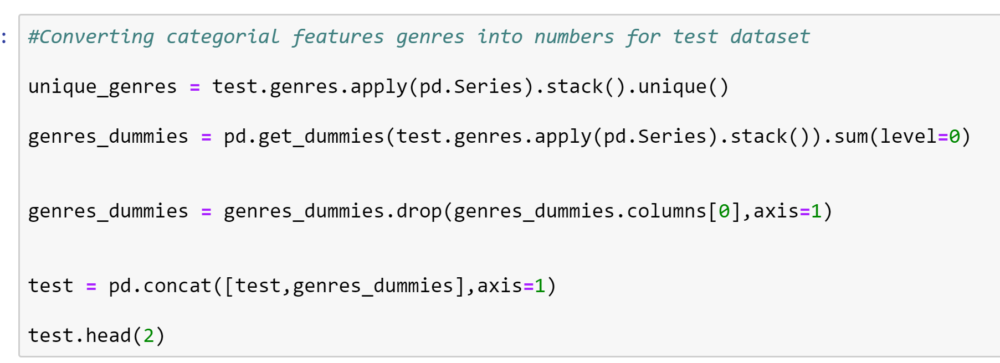 :
#Converting categorial features genres into numbers for test dataset
unique_genres = test.genres.apply(pd.Series).stack().unique()
genres_dummies = pd.get_dummies(test.genres.apply(pd.Series).stack()).sum(level=0)
genres_dummies = genres_dummies.drop(genres_dummies.columns[0],axis=1)
test = pd.concat([test,genres_dummies],axis=1)
test.head(2)